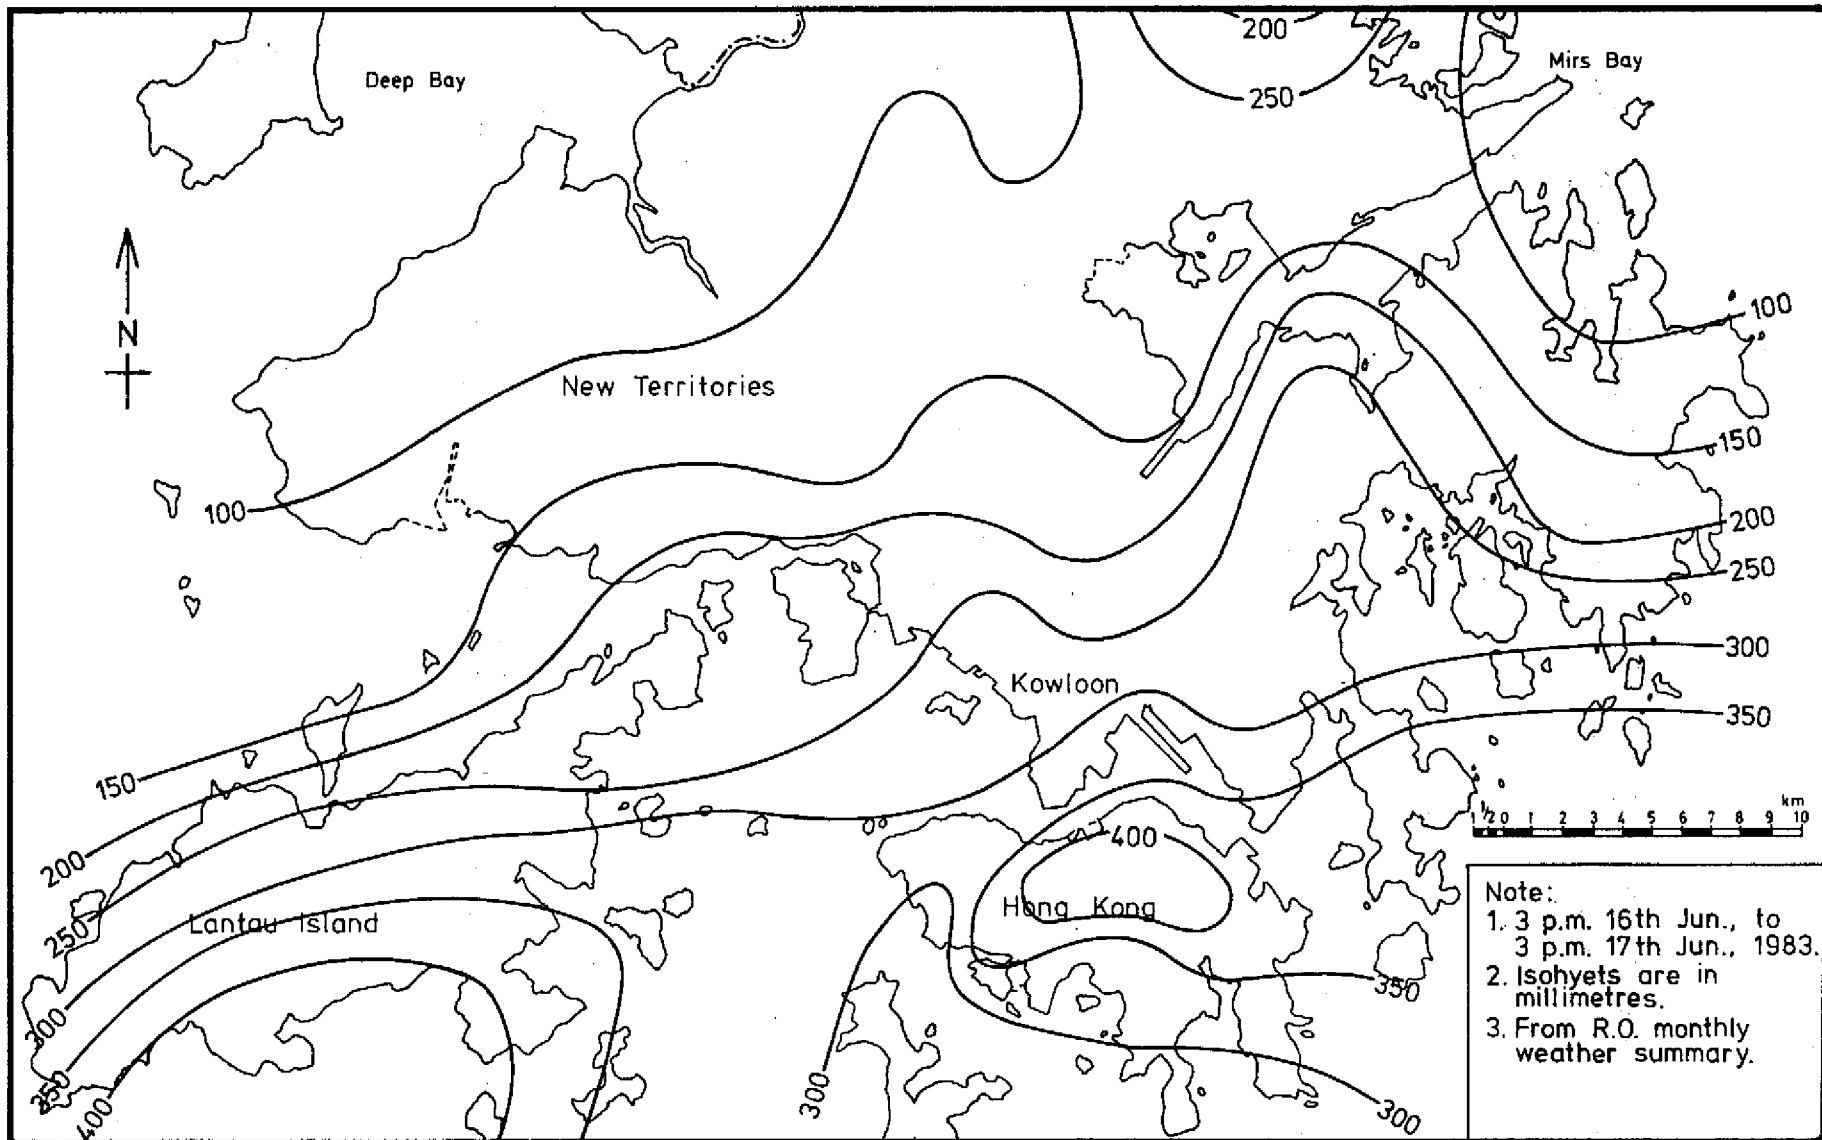 200
Mirs Bay
Deep Bay
250
N
100
New Territories
150
100
200
250
300
Kowloon
350
150
km
1 1/2 0 1 2 3 4 5 6 7 8 9 10
400
200
Note:
1. 3 p.m. 16th Jun., to
3 p.m. 17th Jun., 1983.
2. Isohyets are in
millimetres.
3. From R.O. monthly
weather summary.
Hong Kong
Lantau Island
250
350
300
350
400
300
300